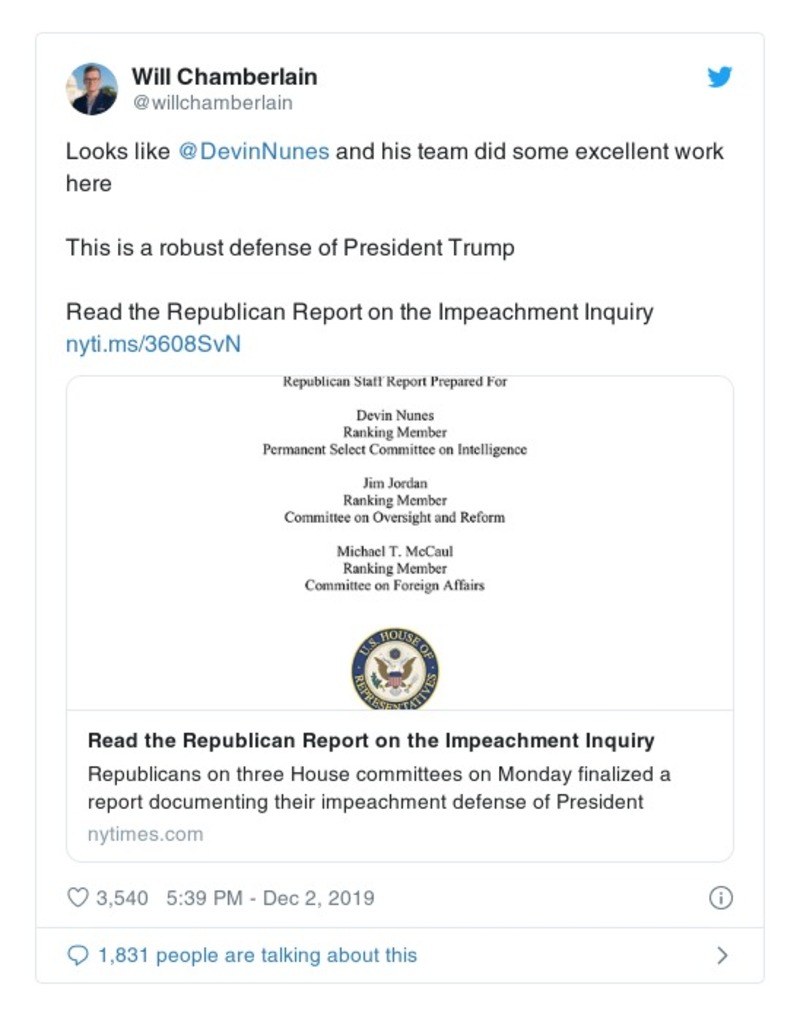 Will Chamberlain
@willchamberlain
Looks like @DevinNunes and his team did some excellent work
here
This is a robust defense of President Trump
Read the Republican Report on the Impeachment Inquiry
nyti.ms/3608SvN
Republican Staff Report Prepared For
Devin Nunes
Ranking Member
Permanent Select Committee on Intelligence
Jim Jordan
Ranking Member
Committee on Oversight and Reform
Michael T. McCaul
Ranking Member
Committee on Foreign Affairs
U.S. HOUSE OF
REPRESENTATIVES
Read the Republican Report on the Impeachment Inquiry
Republicans on three House committees on Monday finalized a
report documenting their impeachment defense of President
nytimes.com
3,540 5:39 PM - Dec 2, 2019
1,831 people are talking about this